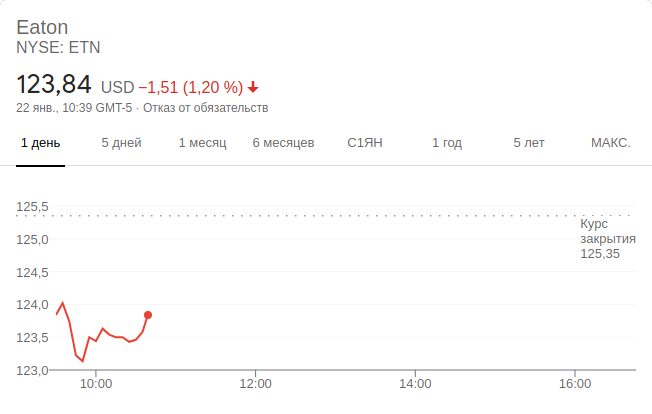 Eaton
NYSE: ETN
123,84 USD −1,51 (1,20 %)
22 янв., 10:39 GMT-5 · Отказ от обязательств
1 день 5 дней 1 месяц 6 месяцев С1ЯН 1 год 5 лет МАКС.
125,5
Курс
закрытия
125,35
125,0
124,5
124,0
123,5
123,0
10:00 12:00 14:00 16:00